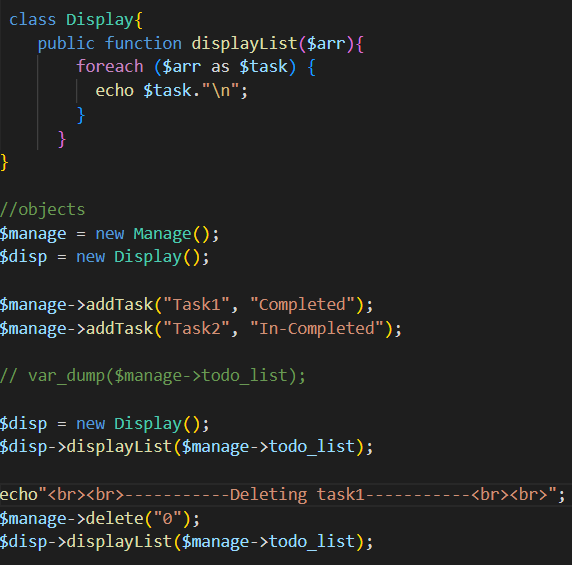 class Display{
public function displayList($arr){
foreach ($arr as $task) {
echo $task."\n";
}
}
}
//objects
$manage = new Manage();
$disp = new Display();
$manage->addTask("Task1", "Completed");
$manage->addTask("Task2", "In-Completed");
// var_dump($manage->todo_list);
$disp = new Display();
$disp->displayList($manage->todo_list);
echo"<br><br>-----------Deleting task1-----------<br><br>";
$manage->delete("0");
$disp->displayList($manage->todo_list);